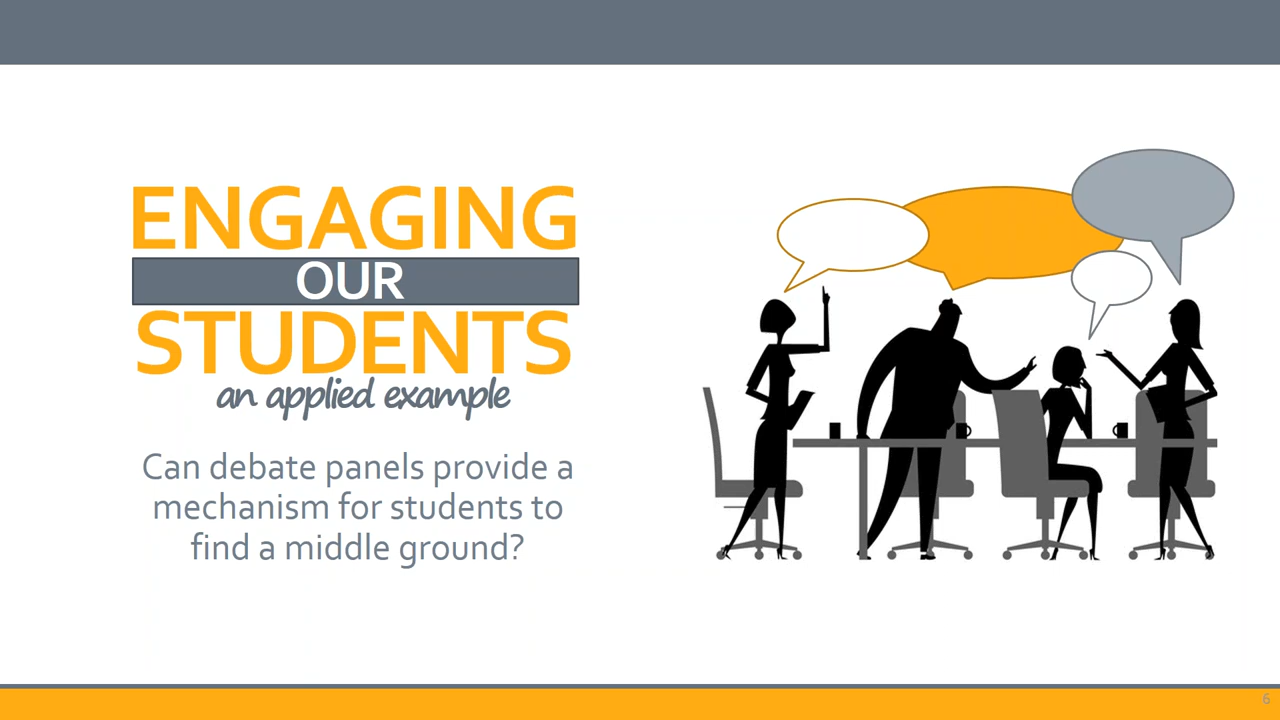 ENGAGING
OUR
STUDENTS
an applied example
Can debate panels provide a
mechanism for students to
find a middle ground?
6